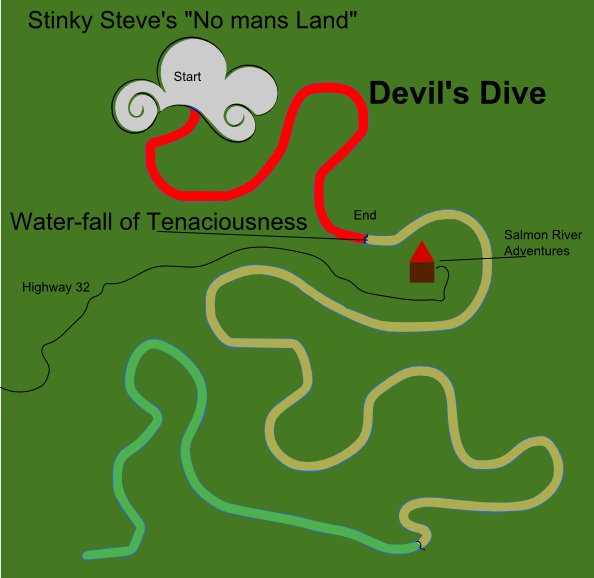 Stinky Steve's "No mans Land"
Start
Devil's Dive
End
Water-fall of Tenaciousness
Salmon River
Adventures
Highway 32